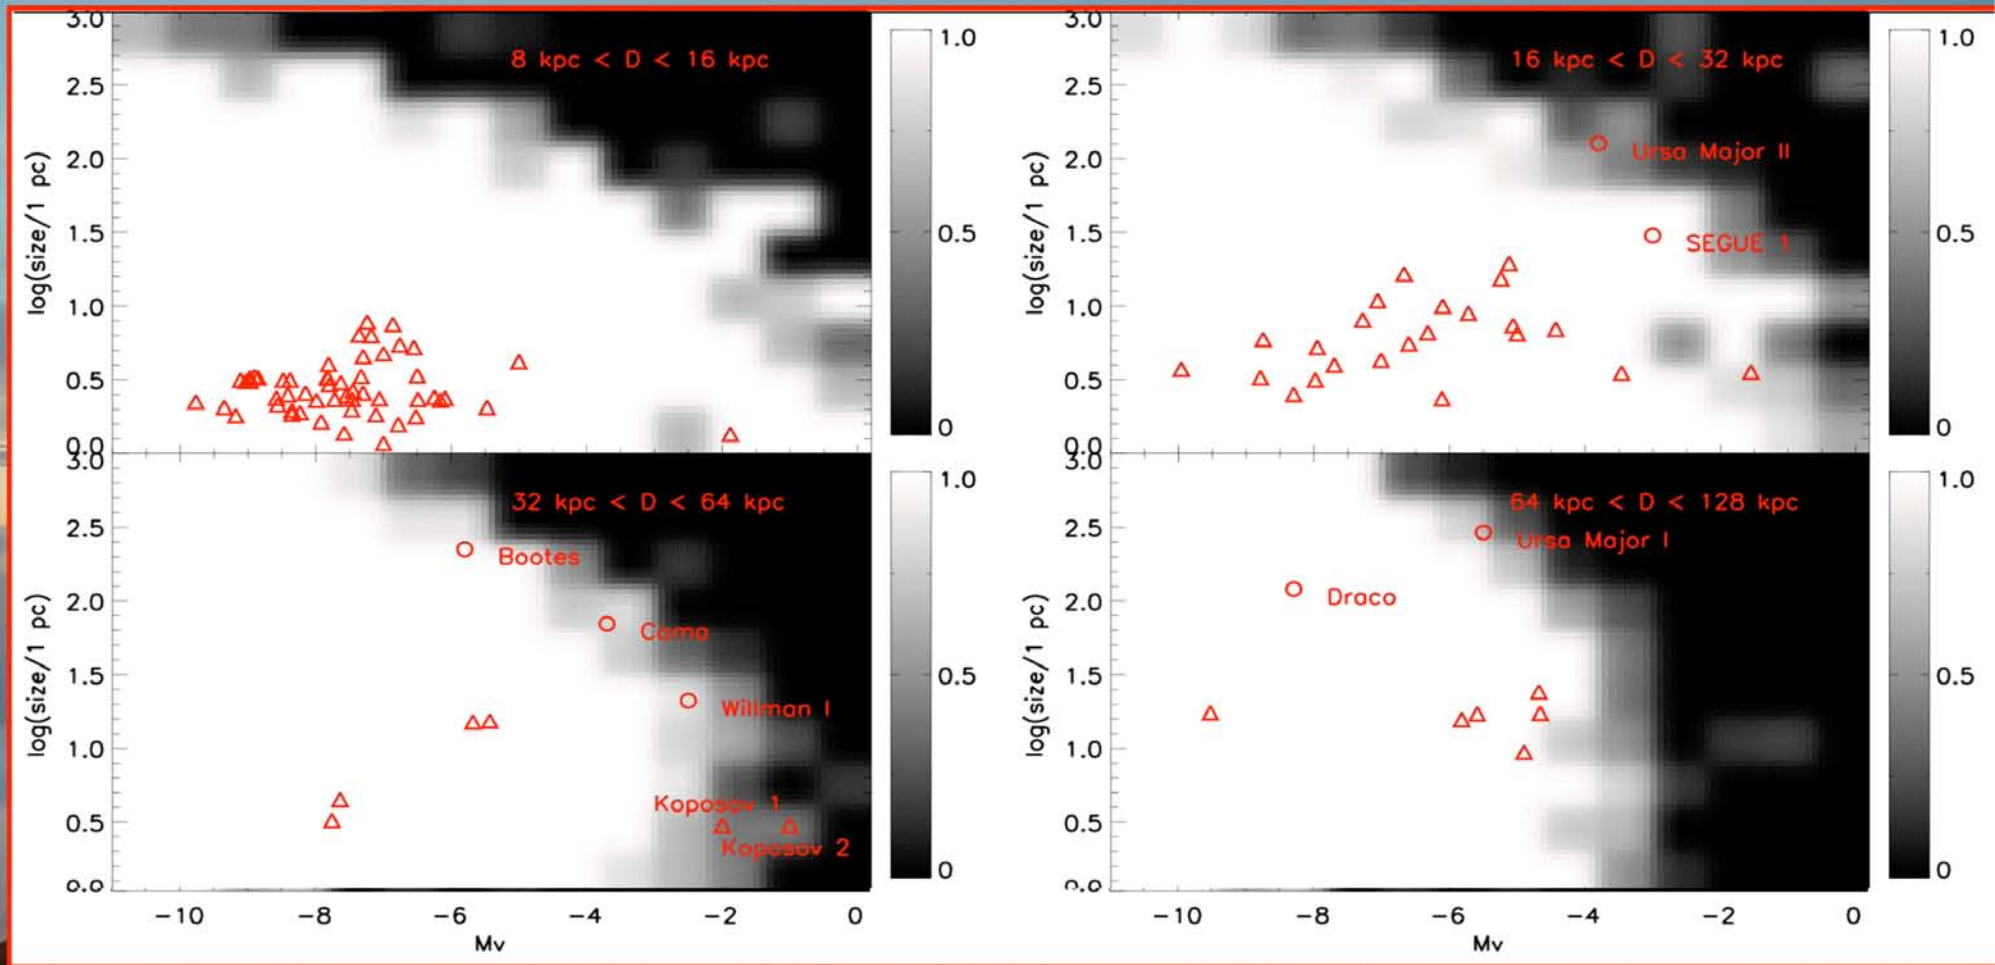 8 kpc < D < 16 kpc
3.0
2.5
2.0
1.5
1.0
0.5
0.0
log(size/1 pc)
1.0
0.5
0
16 kpc < D < 32 kpc
3.0
2.5
2.0
1.5
1.0
0.5
0.0
log(size/1 pc)
Ursa Major II
SEGUE 1
1.0
0.5
0
32 kpc < D < 64 kpc
3.0
2.5
2.0
1.5
1.0
0.5
0.0
log(size/1 pc)
Bootes
Coma
Willman I
Koposov 1
Koposov 2
-10
-8
-6
-4
-2
0
Mv
1.0
0.5
0
64 kpc < D < 128 kpc
3.0
2.5
2.0
1.5
1.0
0.5
0.0
log(size/1 pc)
Ursa Major I
Draco
-10
-8
-6
-4
-2
0
Mv
1.0
0.5
0